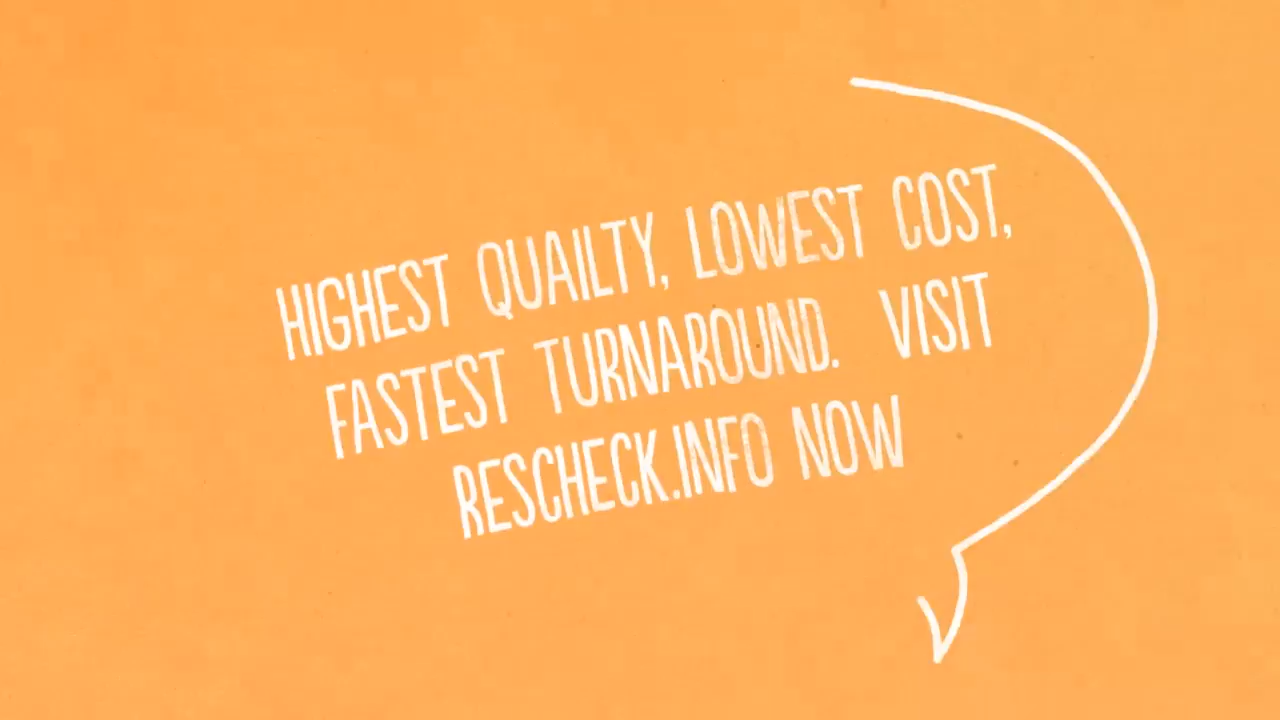 HIGHEST QUAILTY, LOWEST COST,
FASTEST TURNAROUND. VISIT
RESCHECK.INFO NOW